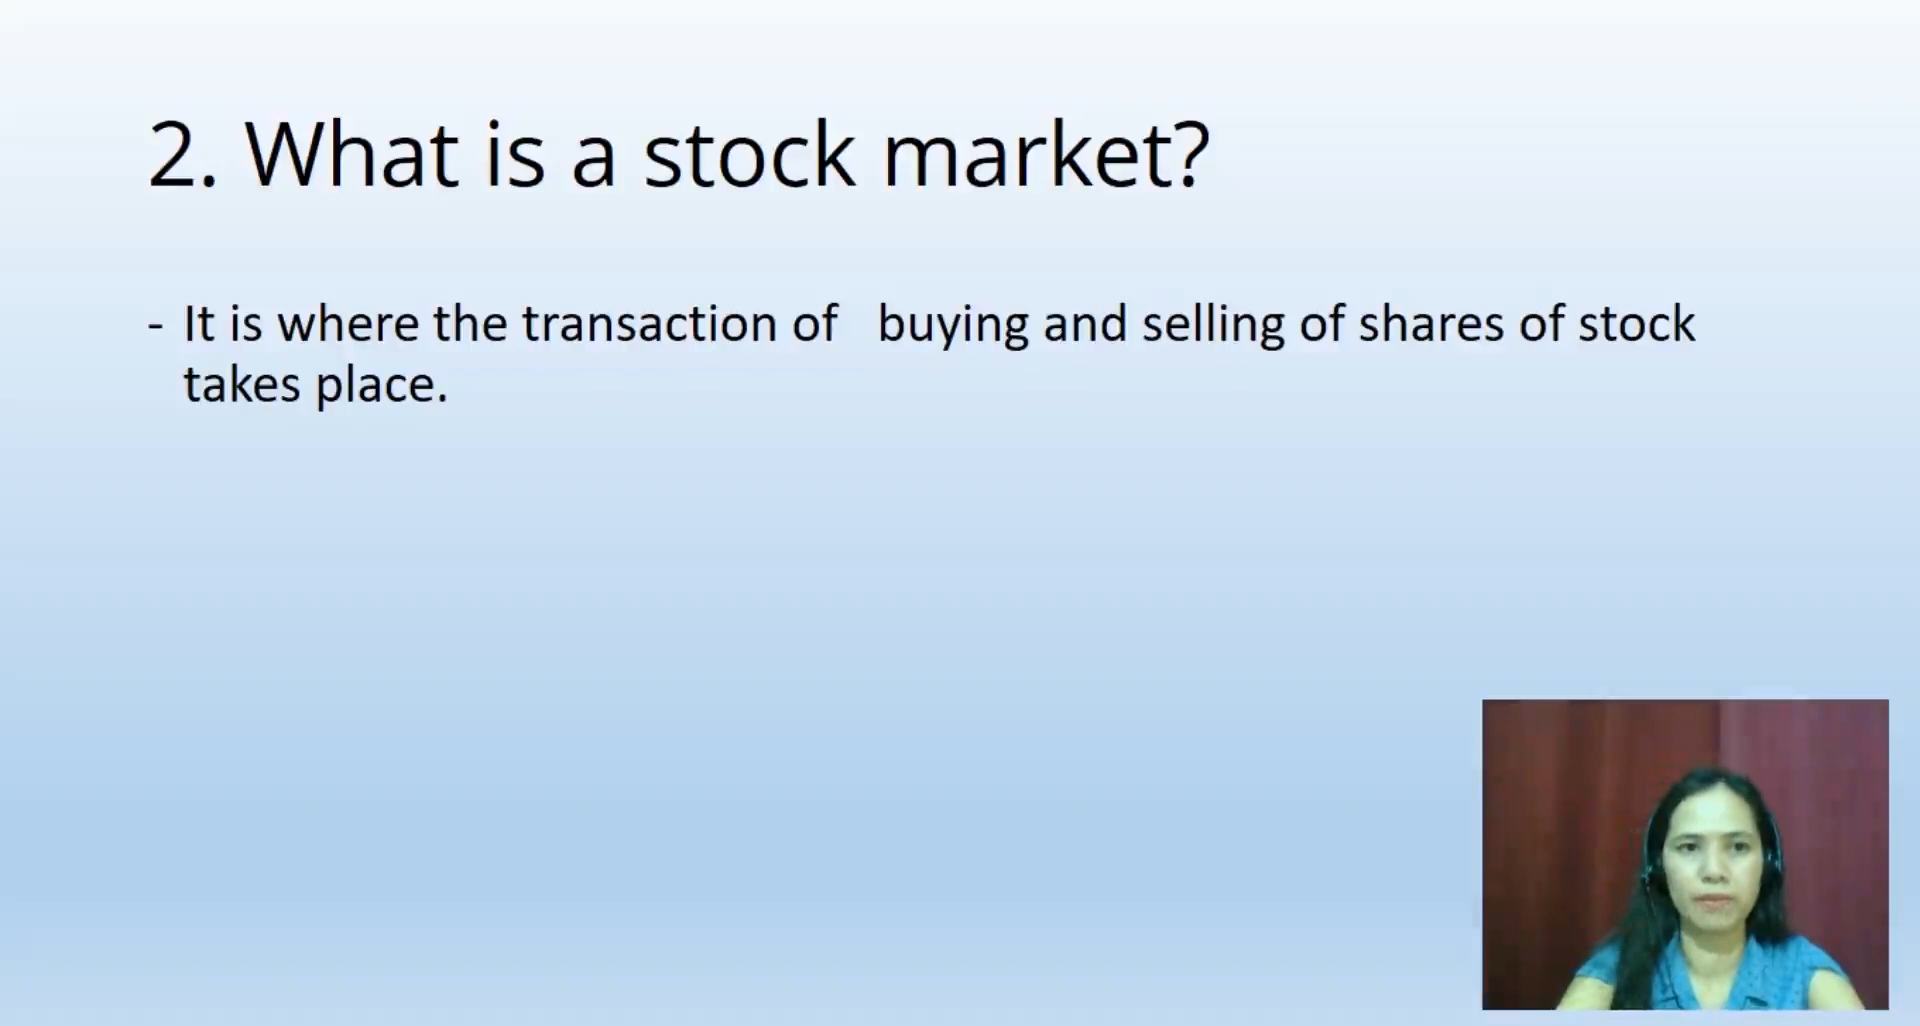 2. What is a stock market?
- It is where the transaction of   buying and selling of shares of stock
takes place.